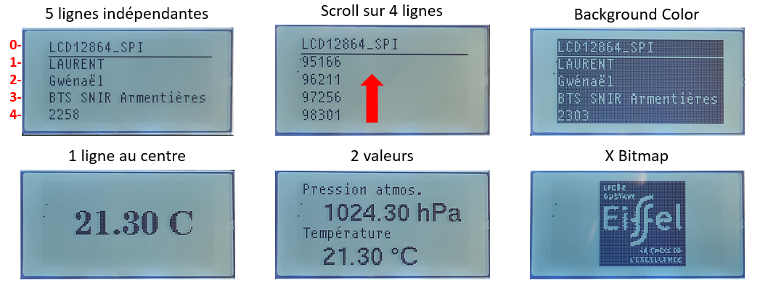 5 lignes indépendantes
0- LCD12864_SPI
1- LAURENT
2- Gwénaël
3- BTS SNIR Armentières
4- 2258
Scroll sur 4 lignes
LCD12864_SPI
95166
96211
97256
98301
Background Color
LCD12864_SPI
LAURENT
Gwénaël
BTS SNIR Armentières
2303
1 ligne au centre
21.30 C
2 valeurs
Pression atmos.
1024.30 hPa
Température
21.30 °C
X Bitmap
LYCÉE
GUSTAVE
Eiffel
L'EXCELLENCE